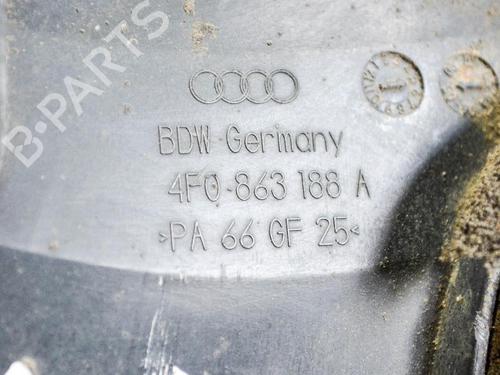 B-PARTS
BDW-Germany
4F0-863 188 A
>PA 66 GF 25<